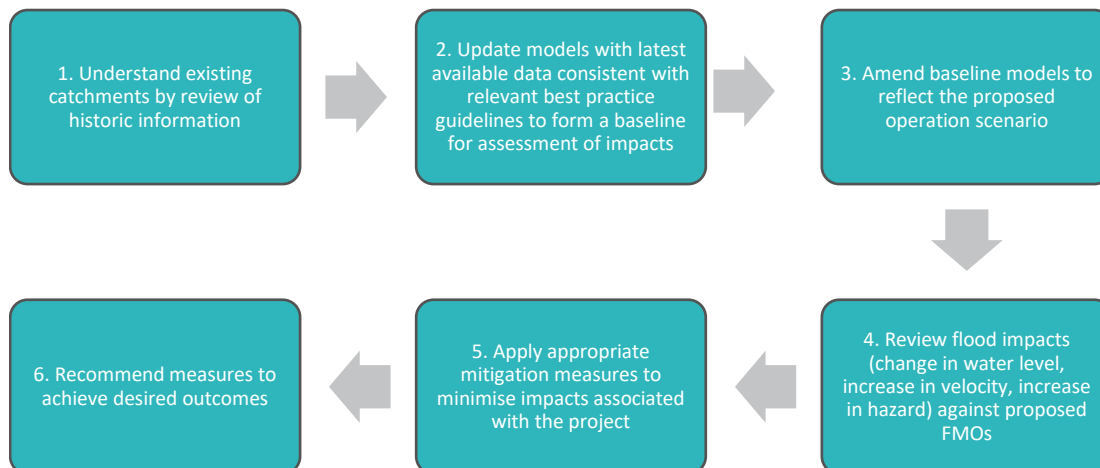 1. Understand existing
catchments by review of
historic information
2. Update models with latest
available data consistent with
relevant best practice
guidelines to form a baseline
for assessment of impacts
3. Amend baseline models to
reflect the proposed
operation scenario
4. Review flood impacts
(change in water level,
increase in velocity, increase
in hazard) against proposed
FMOs
5. Apply appropriate
mitigation measures to
minimise impacts associated
with the project
6. Recommend measures to
achieve desired outcomes